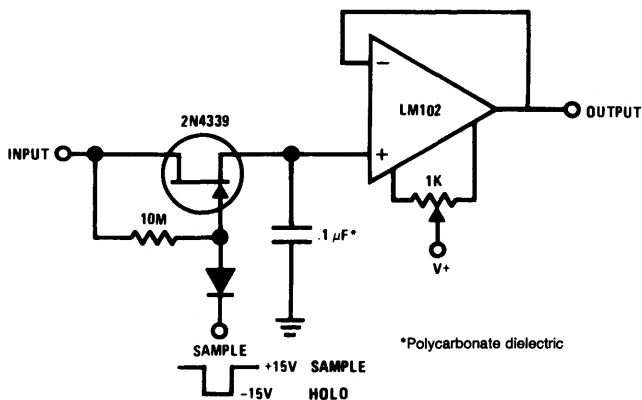 2N4339
LM102
OUTPUT
INPUT
1K
10M
.1 µF*
V+
SAMPLE
*Polycarbonate dielectric
+15V SAMPLE
-15V HOLO